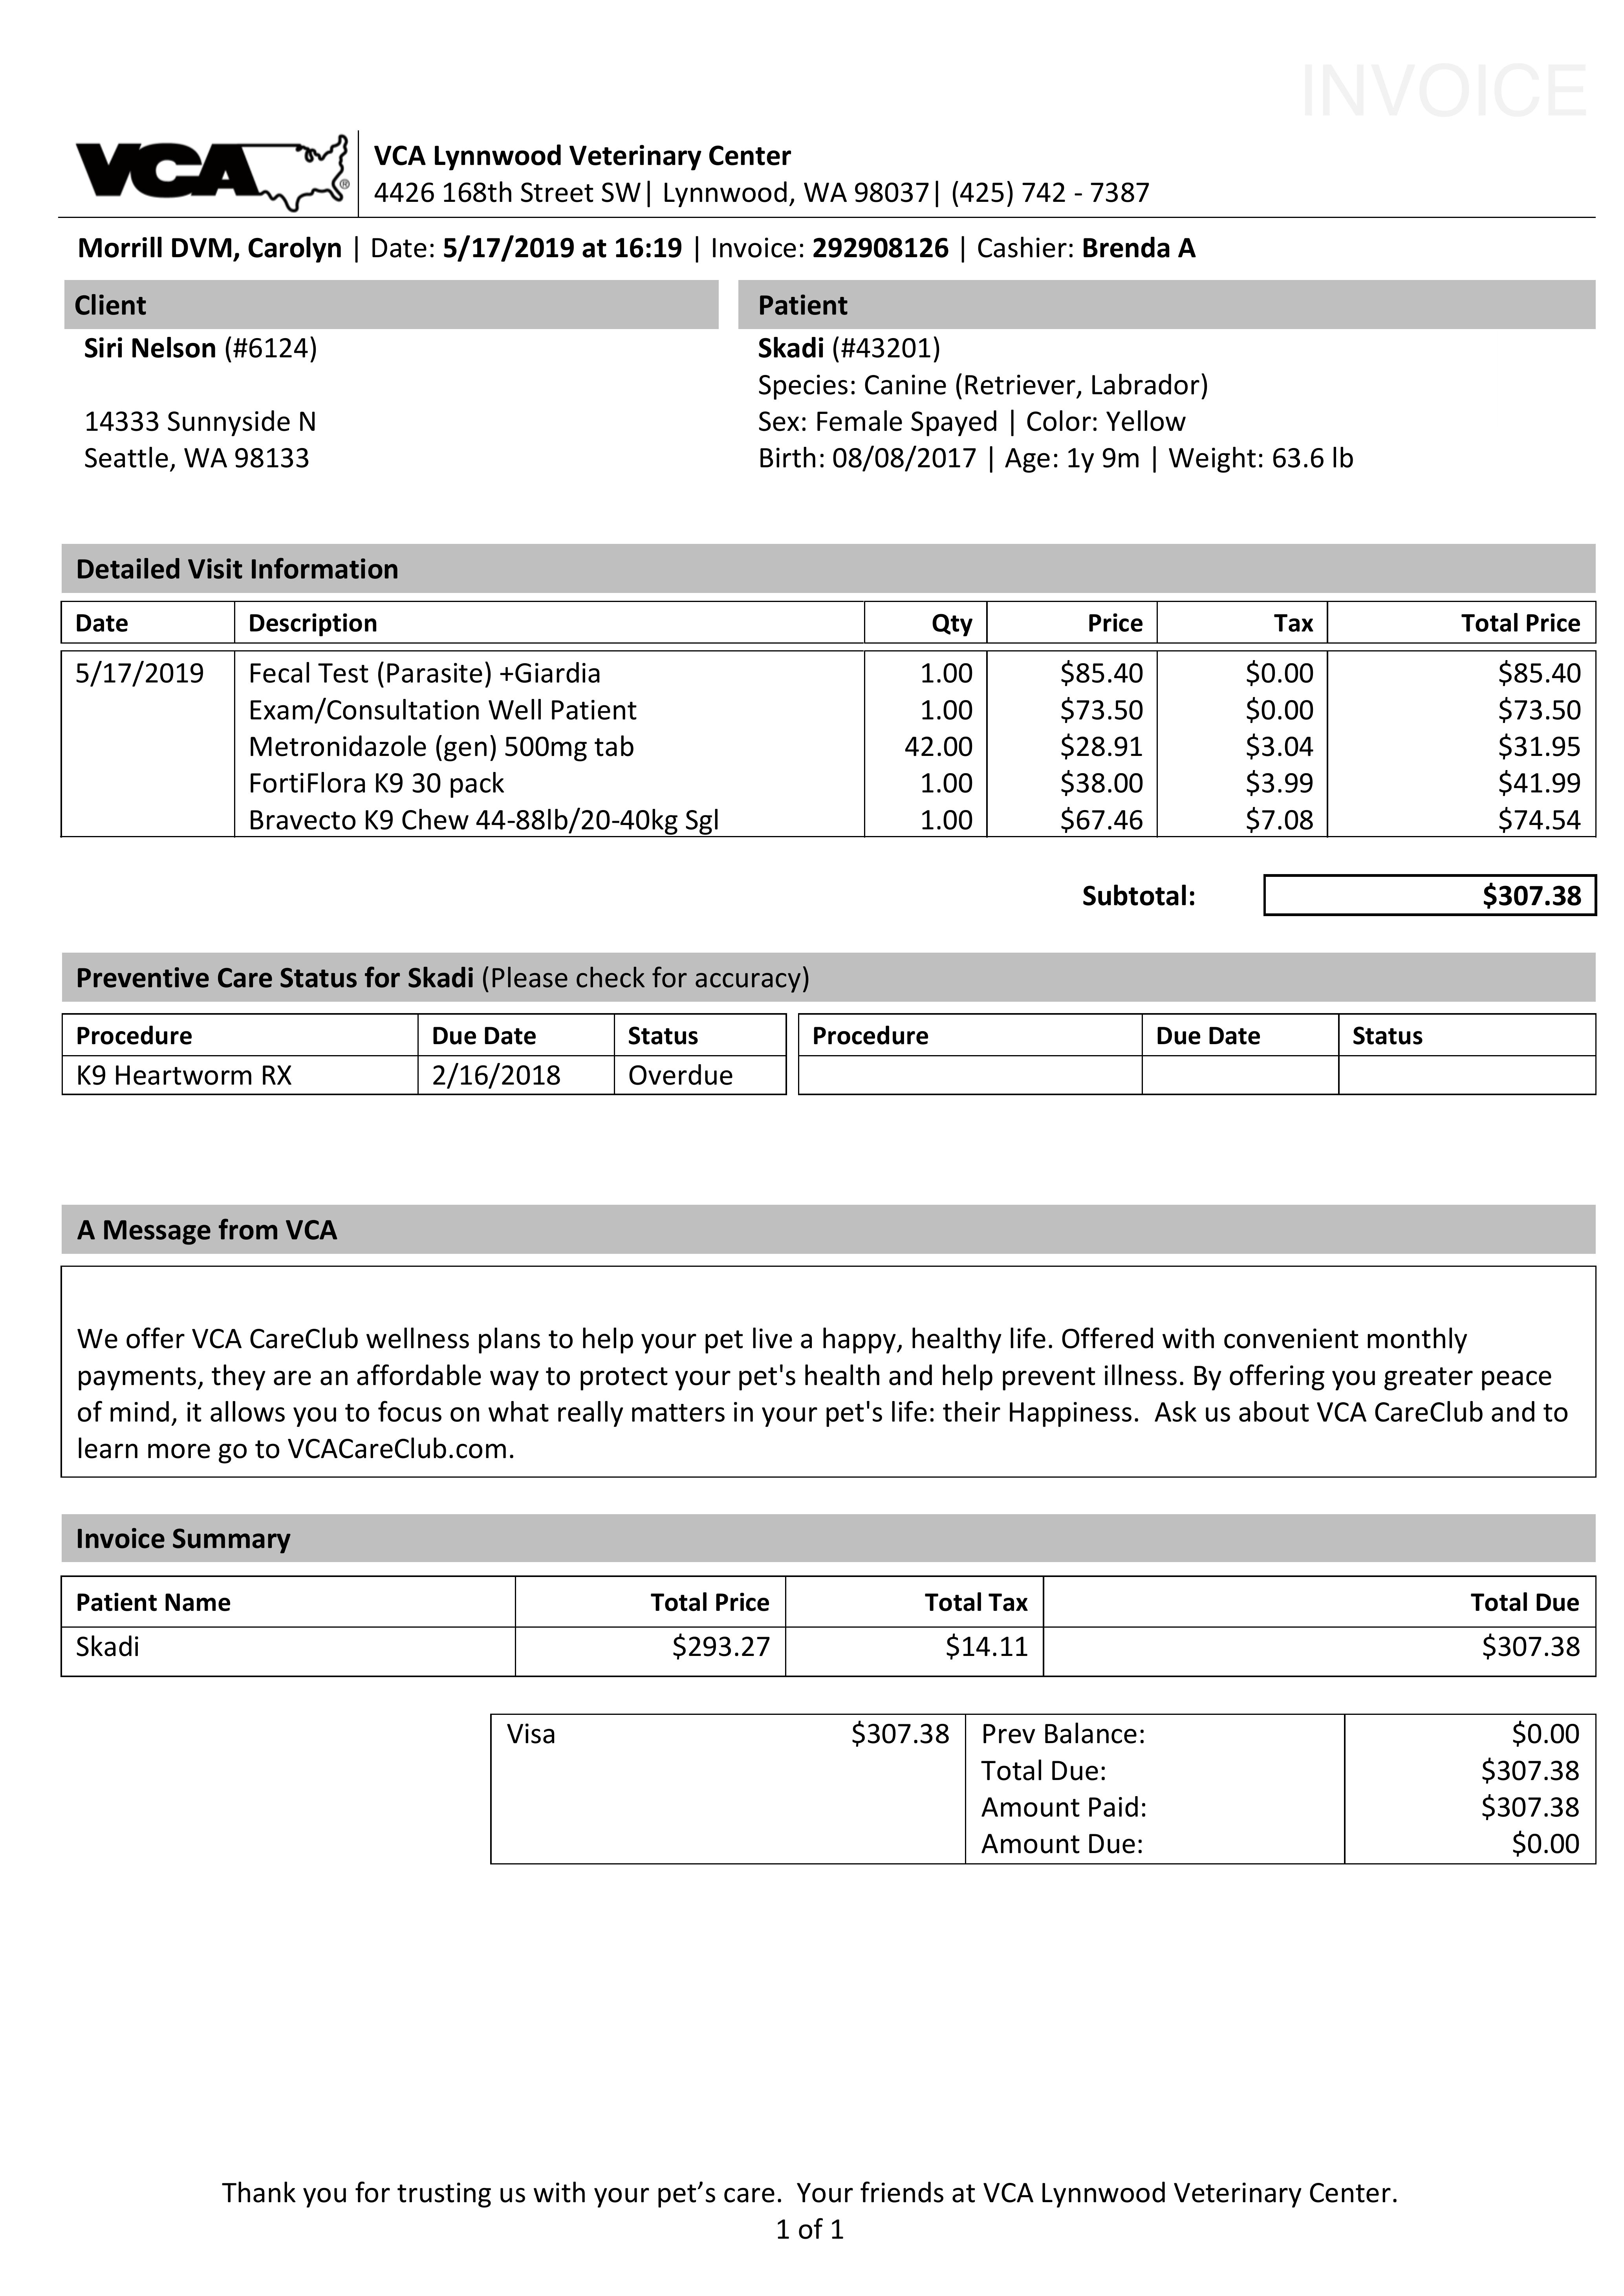 INVOICE
VCA®
VCA Lynnwood Veterinary Center
4426 168th Street SW| Lynnwood, WA 98037| (425) 742 - 7387
Morrill DVM, Carolyn | Date: 5/17/2019 at 16:19 | Invoice: 292908126 | Cashier: Brenda A
Client Patient
Siri Nelson (#6124) Skadi (#43201)
Species: Canine (Retriever, Labrador)
14333 Sunnyside N Sex: Female Spayed | Color: Yellow
Seattle, WA 98133 Birth: 08/08/2017 | Age: 1y 9m | Weight: 63.6 lb
Detailed Visit Information
Date Description Qty Price Tax Total Price
5/17/2019 Fecal Test (Parasite) +Giardia 1.00 $85.40 $0.00 $85.40
Exam/Consultation Well Patient 1.00 $73.50 $0.00 $73.50
Metronidazole (gen) 500mg tab 42.00 $28.91 $3.04 $31.95
FortiFlora K9 30 pack 1.00 $38.00 $3.99 $41.99
Bravecto K9 Chew 44-88lb/20-40kg Sgl 1.00 $67.46 $7.08 $74.54
Subtotal: $307.38
Preventive Care Status for Skadi (Please check for accuracy)
Procedure Due Date Status Procedure Due Date Status
K9 Heartworm RX 2/16/2018 Overdue
A Message from VCA
We offer VCA CareClub wellness plans to help your pet live a happy, healthy life. Offered with convenient monthly
payments, they are an affordable way to protect your pet's health and help prevent illness. By offering you greater peace
of mind, it allows you to focus on what really matters in your pet's life: their Happiness.  Ask us about VCA CareClub and to
learn more go to VCACareClub.com.
Invoice Summary
Patient Name Total Price Total Tax Total Due
Skadi $293.27 $14.11 $307.38
Visa $307.38 Prev Balance: $0.00
Total Due: $307.38
Amount Paid: $307.38
Amount Due: $0.00
Thank you for trusting us with your pet’s care.  Your friends at VCA Lynnwood Veterinary Center.
1 of 1